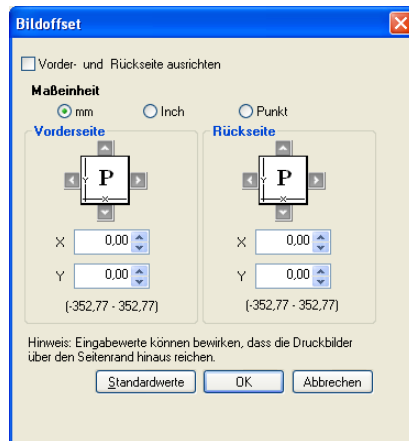 Bildoffset
Vorder- und Rückseite ausrichten
Maßeinheit
mm Inch Punkt
Vorderseite Rückseite
Y P Y P
X X
X 0,00 X 0,00
Y 0,00 Y 0,00
(-352,77 - 352,77) (-352,77 - 352,77)
Hinweis: Eingabewerte können bewirken, dass die Druckbilder
über den Seitenrand hinaus reichen.
Standardwerte OK Abbrechen